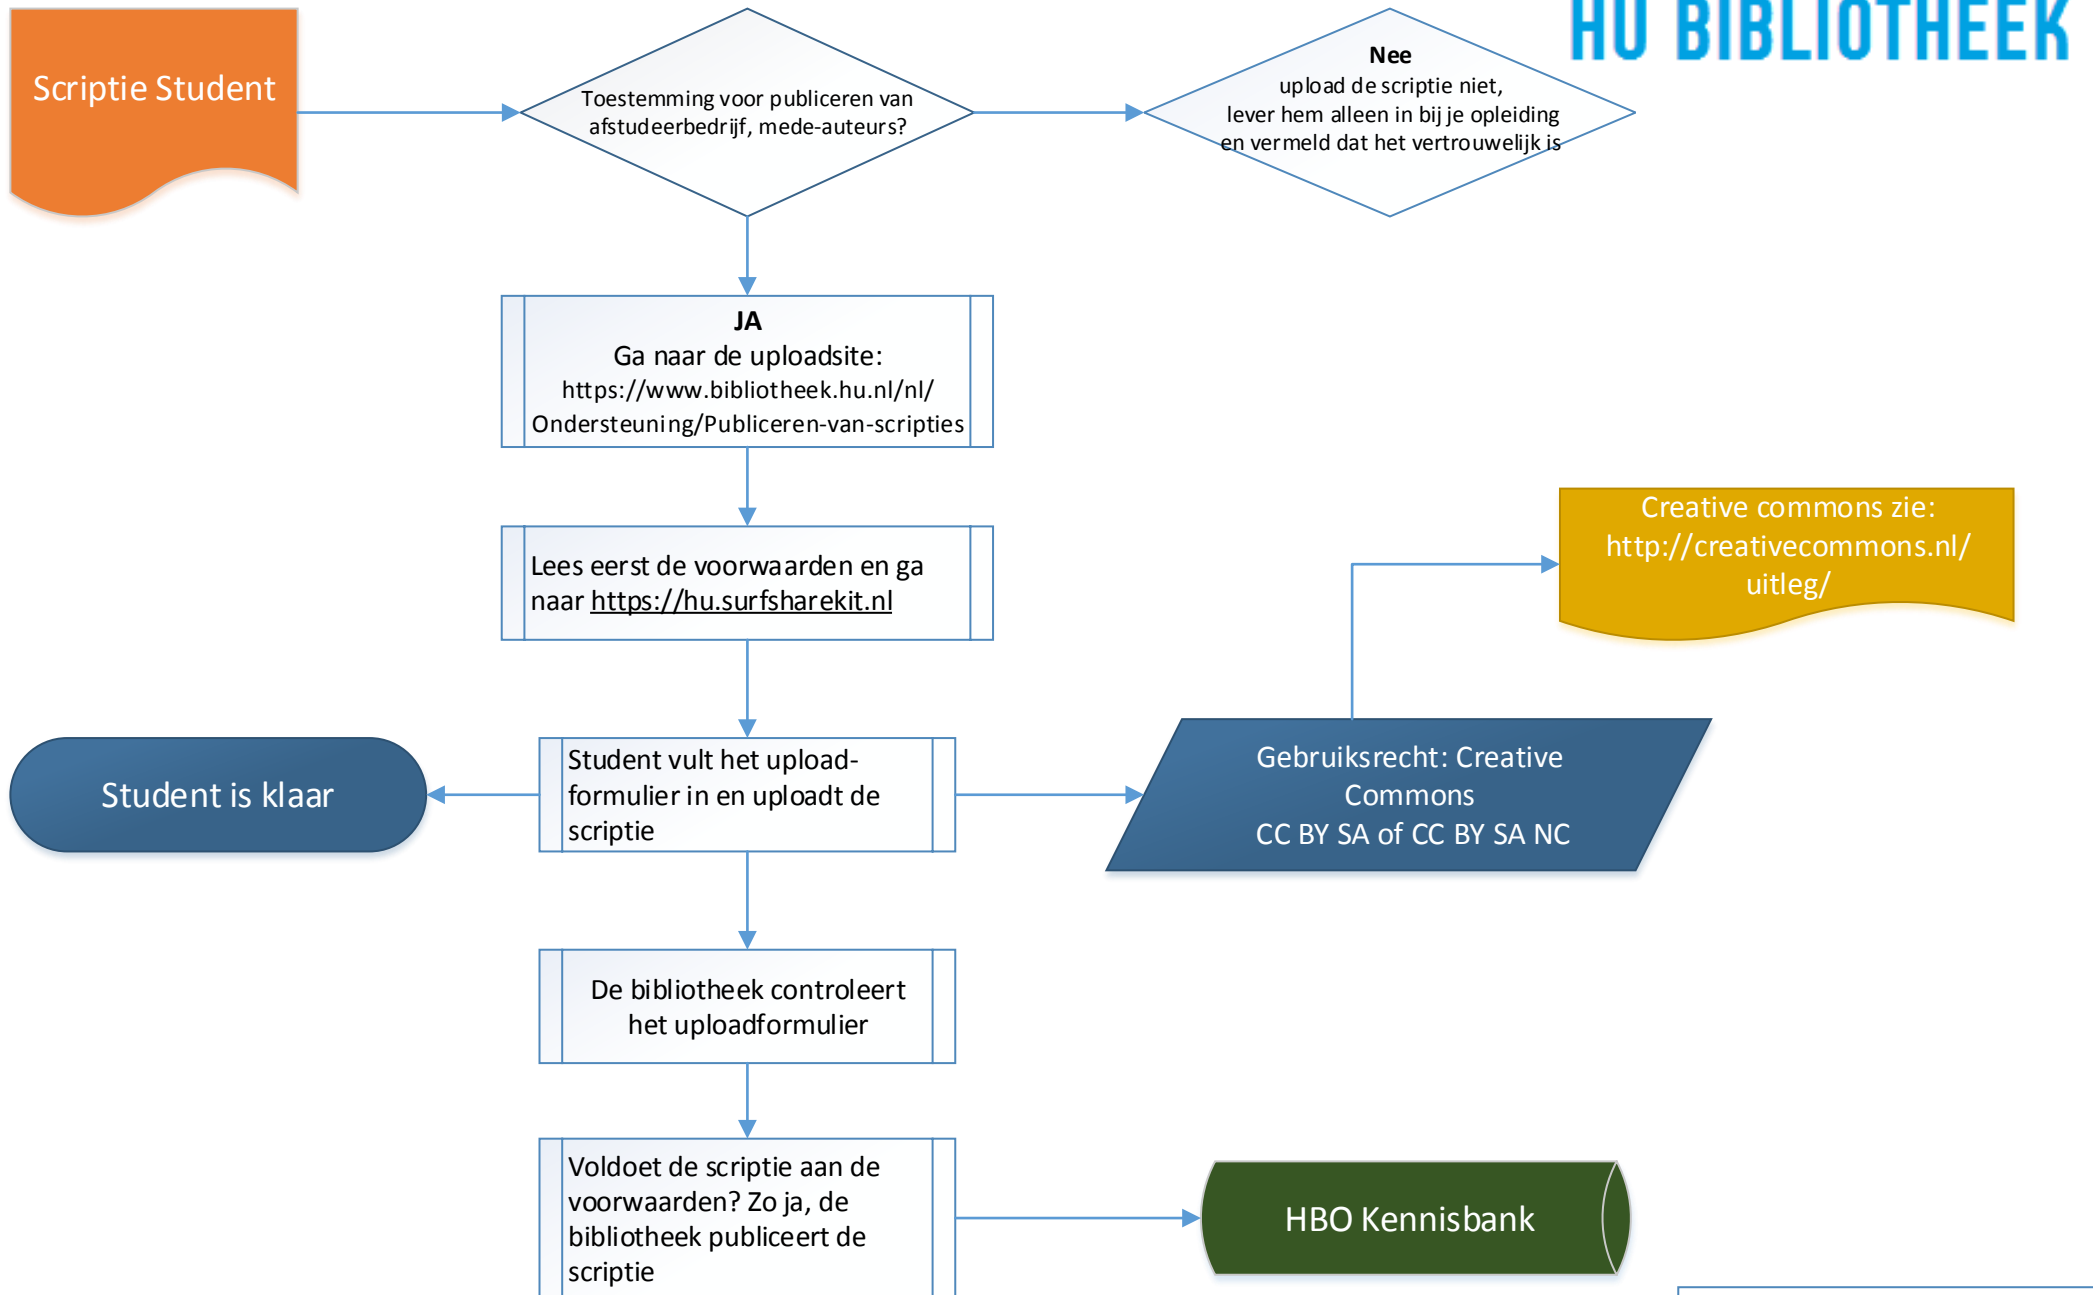 HU BIBLIOTHEEK
Scriptie Student
Toestemming voor publiceren van
afstudeerbedrijf, mede-auteurs?
Nee
upload de scriptie niet,
lever hem alleen in bij je opleiding
en vermeld dat het vertrouwelijk is
JA
Ga naar de uploadsite:
https://www.bibliotheek.hu.nl/nl/
Ondersteuning/Publiceren-van-scripties
Lees eerst de voorwaarden en ga
naar https://hu.surfsharekit.nl
Creative commons zie:
http://creativecommons.nl/
uitleg/
Student is klaar
Student vult het upload-
formulier in en uploadt de
scriptie
Gebruiksrecht: Creative
Commons
CC BY SA of CC BY SA NC
De bibliotheek controleert
het uploadformulier
Voldoet de scriptie aan de
voorwaarden? Zo ja, de
bibliotheek publiceert de
scriptie
HBO Kennisbank